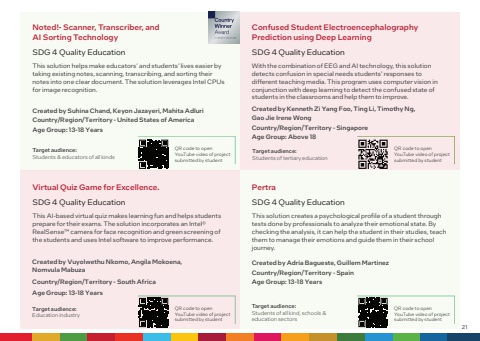 Noted!- Scanner, Transcriber, and
AI Sorting Technology
Country
Winner
Award
SDG 4 Quality Education
This solution helps make educators' and students' lives easier by
taking existing notes, scanning, transcribing, and sorting their
notes into one clear document. The solution leverages Intel CPUs
for image recognition.
Created by Suhina Chand, Keyon Jazayeri, Mahita Adluri
Country/Region/Territory - United States of America
Age Group: 13-18 Years
Target audience:
Students & educators of all kinds
QR code to open
YouTube video of project
submitted by student
Confused Student Electroencephalography
Prediction using Deep Learning
SDG 4 Quality Education
With the combination of EEG and AI technology, this solution
detects confusion in special needs students' responses to
different teaching media. This program uses computer vision in
conjunction with deep learning to detect the confused state of
students in the classroom and help them to improve.
Created by Kenneth Zi Yang Foo, Ting Li, Timothy Ng,
Gao Jie Irene Wong
Country/Region/Territory - Singapore
Age Group: Above 18
Target audience:
Students of tertiary education
QR code to open
YouTube video of project
submitted by student
Virtual Quiz Game for Excellence.
SDG 4 Quality Education
This AI-based virtual quiz makes learning fun and helps students
prepare for their exams. The solution incorporates an Intel®
RealSense™ camera for face recognition and green screening of
the students and uses Intel software to improve performance.
Created by Vuyolwethu Nkomo, Angila Mokoena,
Nomvula Mabuza
Country/Region/Territory - South Africa
Age Group: 13-18 Years
Target audience:
Education industry
QR code to open
YouTube video of project
submitted by student
Pertra
SDG 4 Quality Education
This solution creates a psychological profile of a student through
tests done by professionals to analyze their emotional state. By
checking the analysis, it can help the student in their studies, teach
them to manage their emotions and guide them in their school
journey.
Created by Adria Bagueste, Guillem Martinez
Country/Region/Territory - Spain
Age Group: 13-18 Years
Target audience:
Students of all kind, schools &
education sectors
QR code to open
YouTube video of project
submitted by student
21